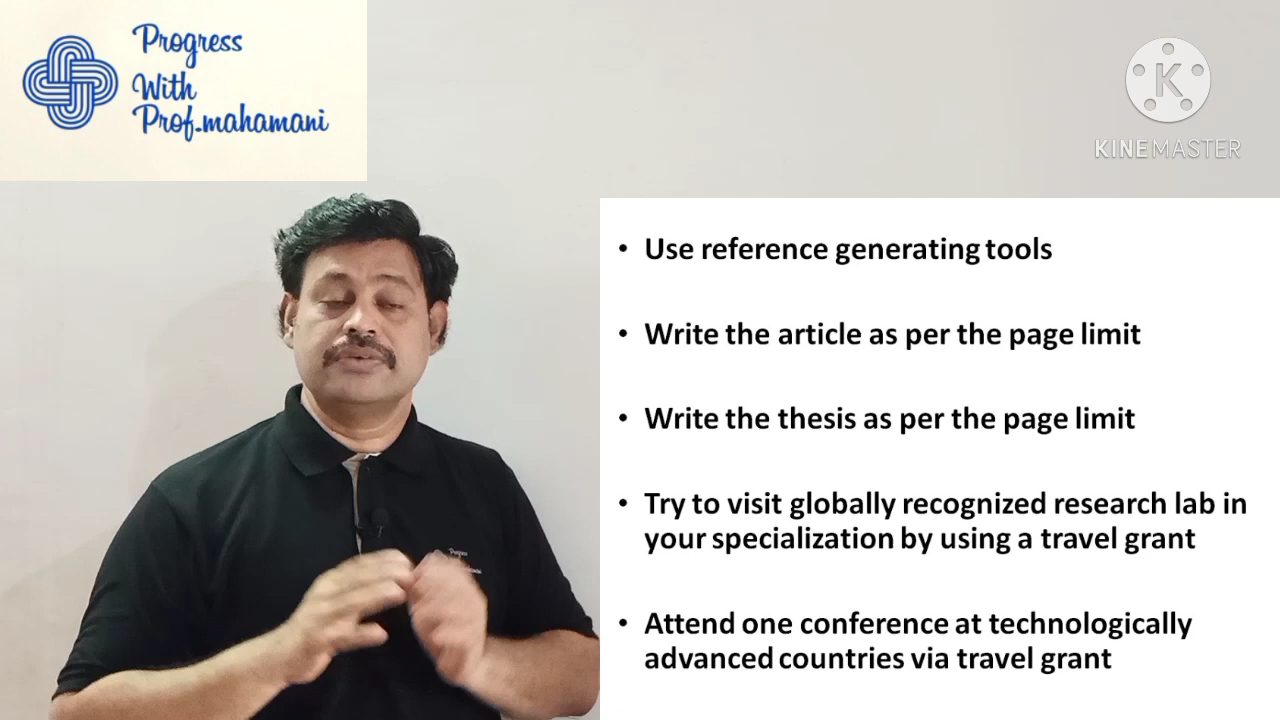 Progress
With
Prof.mahamani
KINEMASTER
• Use reference generating tools
• Write the article as per the page limit
• Write the thesis as per the page limit
• Try to visit globally recognized research lab in
your specialization by using a travel grant
• Attend one conference at technologically
advanced countries via travel grant